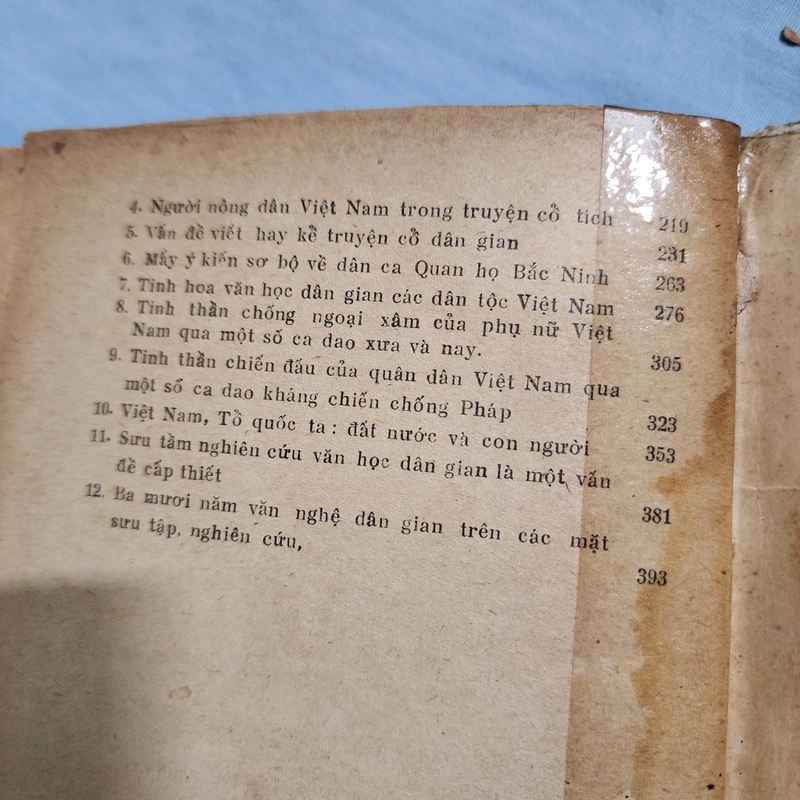 4. Người nông dân Việt Nam trong truyện cổ tích 219
5. Vấn đề viết hay kể truyện cổ dân gian 231
6. Mấy ý kiến sơ bộ về dân ca Quan họ Bắc Ninh 263
7. Tinh hoa văn học dân gian các dân tộc Việt Nam 276
8. Tinh thần chống ngoại xâm của phụ nữ Việt
Nam qua một số ca dao xưa và nay. 305
9. Tinh thần chiến đấu của quân dân Việt Nam qua
một số ca dao kháng chiến chống Pháp 323
10. Việt Nam, Tổ quốc ta : đất nước và con người 353
11. Sưu tầm nghiên cứu văn học dân gian là một vấn
đề cấp thiết 381
12. Ba mươi năm văn nghệ dân gian trên các mặt
sưu tập, nghiên cứu, 393